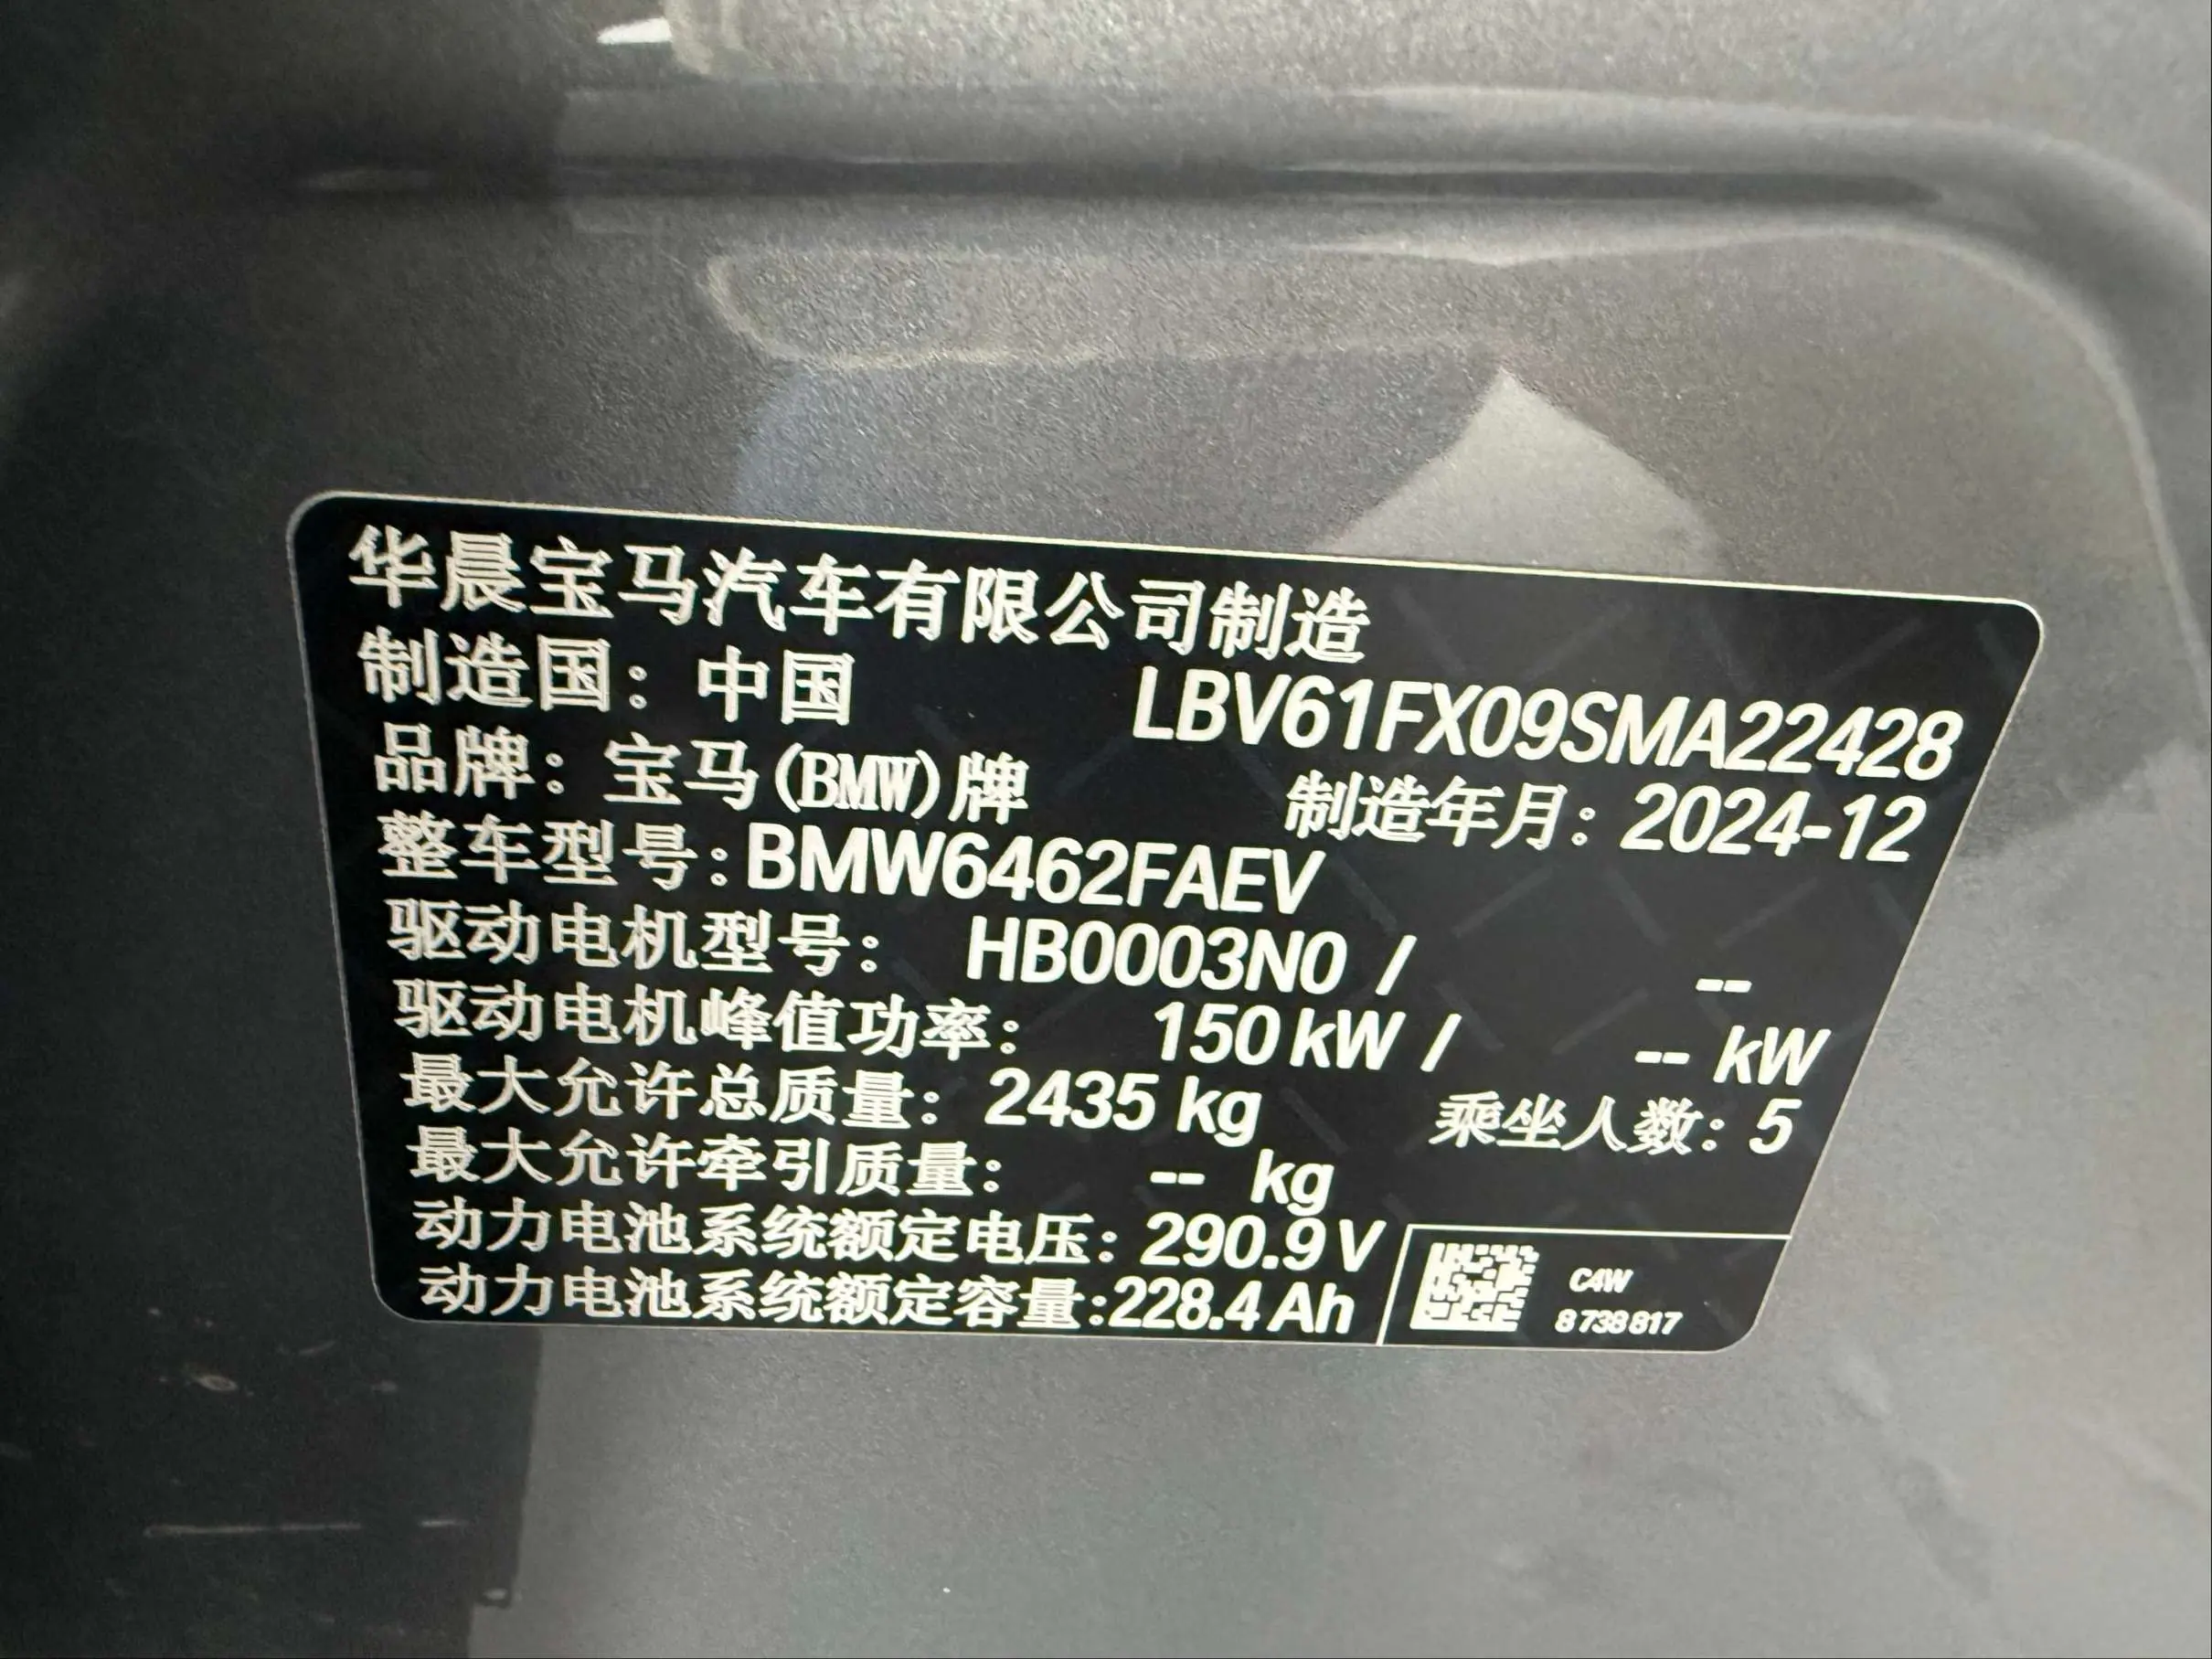 华晨宝马汽车有限公司制造
制造国：中国 LBV61FX09SMA22428
品牌：宝马(BMW)牌 制造年月：2024-12
整车型号:BMW6462FAEV
驱动电机型号： HB0003N0 / --
驱动电机峰值功率： 150 kW / -- kW
最大允许总质量：2435 kg 乘坐人数：5
最大允许牵引质量： -- kg
动力电池系统额定电压：290.9 V
动力电池系统额定容量:228.4 Ah
C4W
8 738 817